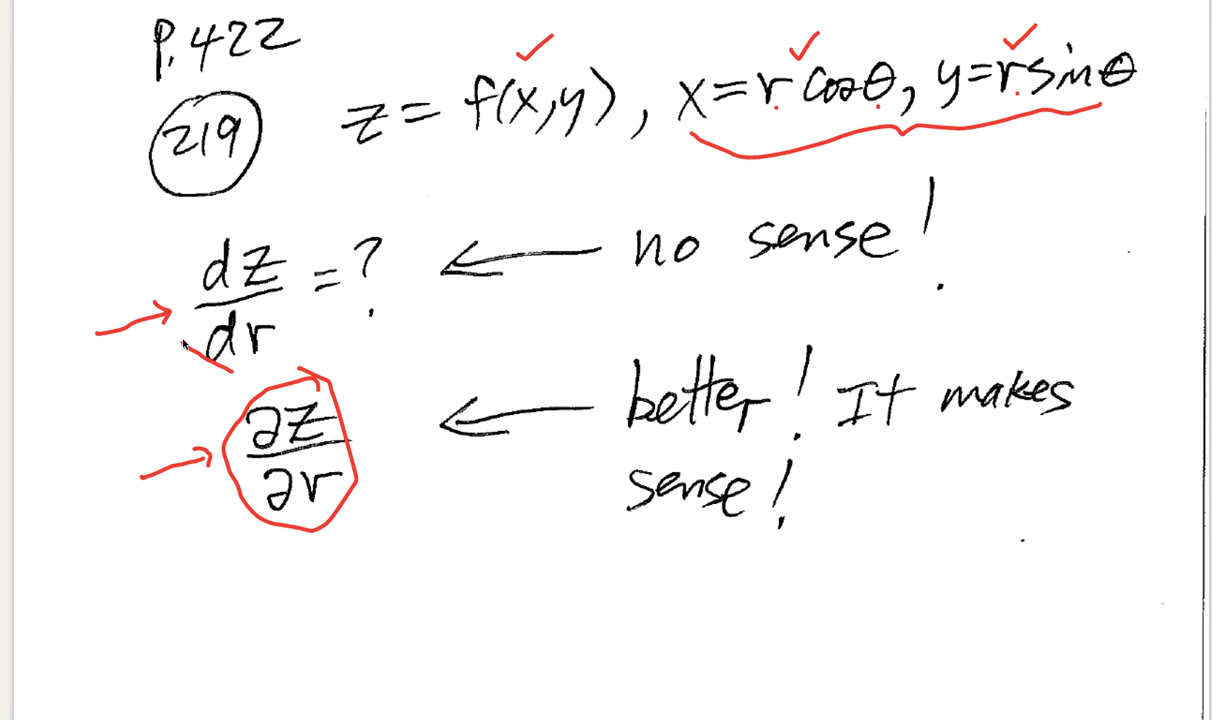 P.422
219 z = f(x,y), x = r cosθ, y = r sinθ
dz/dr = ? ← no sense!
∂z/∂r ← better! It makes
sense!